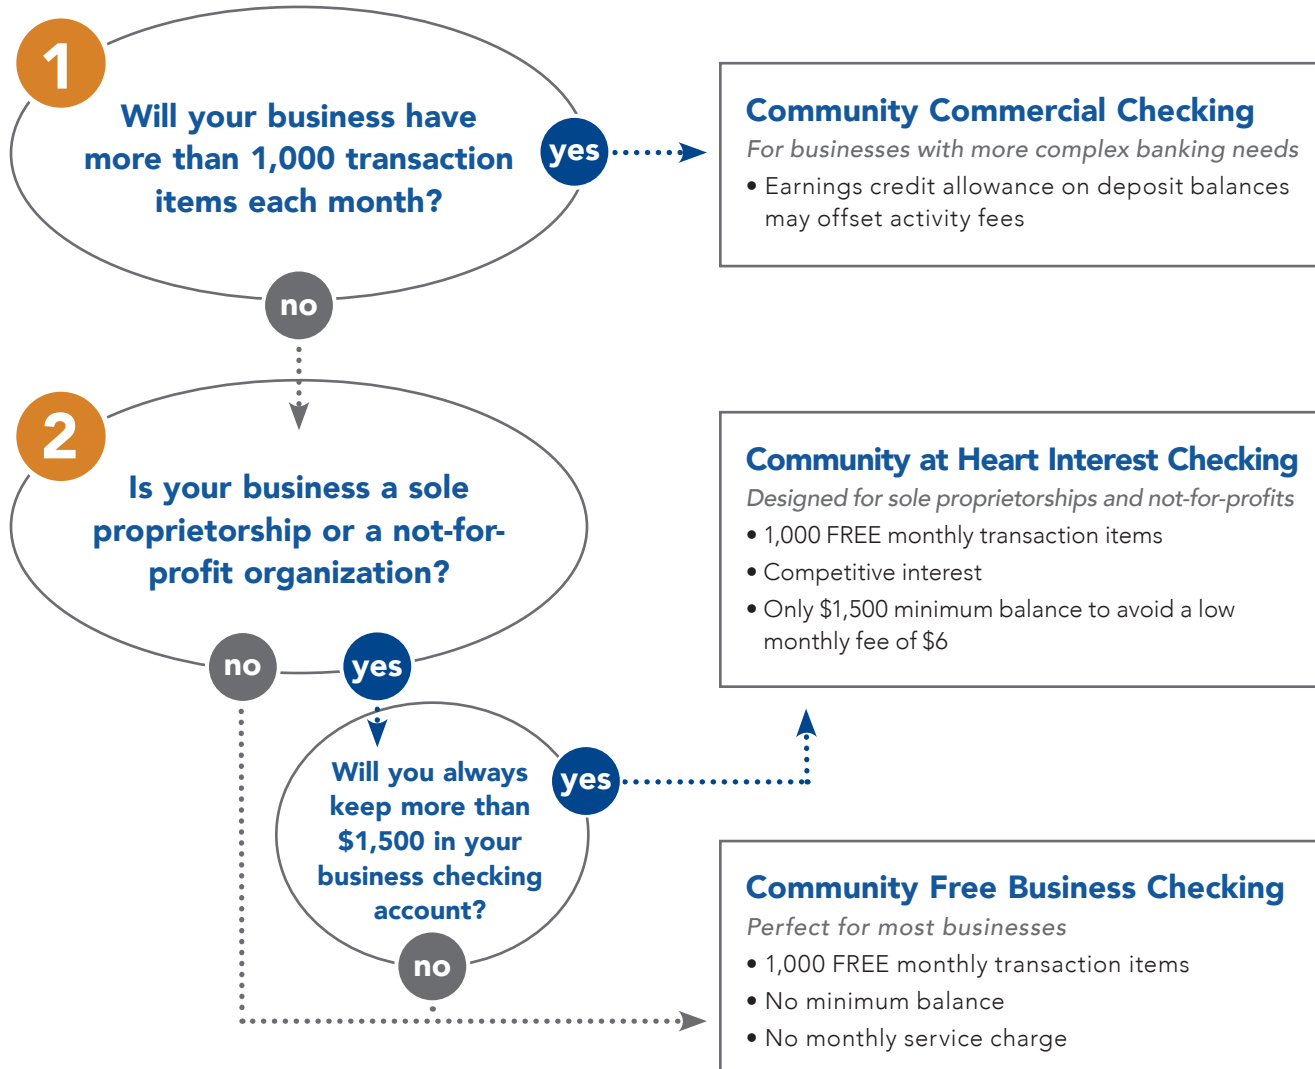 1
Will your business have
more than 1,000 transaction
items each month?
yes
no
Community Commercial Checking
For businesses with more complex banking needs
• Earnings credit allowance on deposit balances
may offset activity fees
2
Is your business a sole
proprietorship or a not-for-
profit organization?
no
yes
Will you always
keep more than
$1,500 in your
business checking
account?
yes
no
Community at Heart Interest Checking
Designed for sole proprietorships and not-for-profits
• 1,000 FREE monthly transaction items
• Competitive interest
• Only $1,500 minimum balance to avoid a low
monthly fee of $6
Community Free Business Checking
Perfect for most businesses
• 1,000 FREE monthly transaction items
• No minimum balance
• No monthly service charge